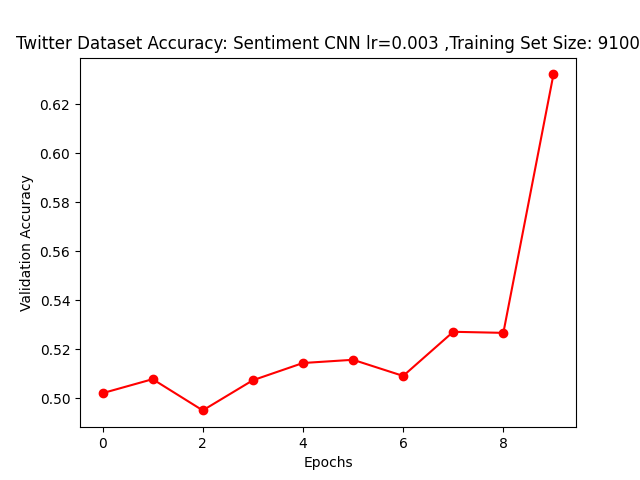 Twitter Dataset Accuracy: Sentiment CNN lr=0.003 ,Training Set Size: 9100
0.62
0.60
0.58
0.56
0.54
0.52
0.50
Validation Accuracy
0 2 4 6 8
Epochs